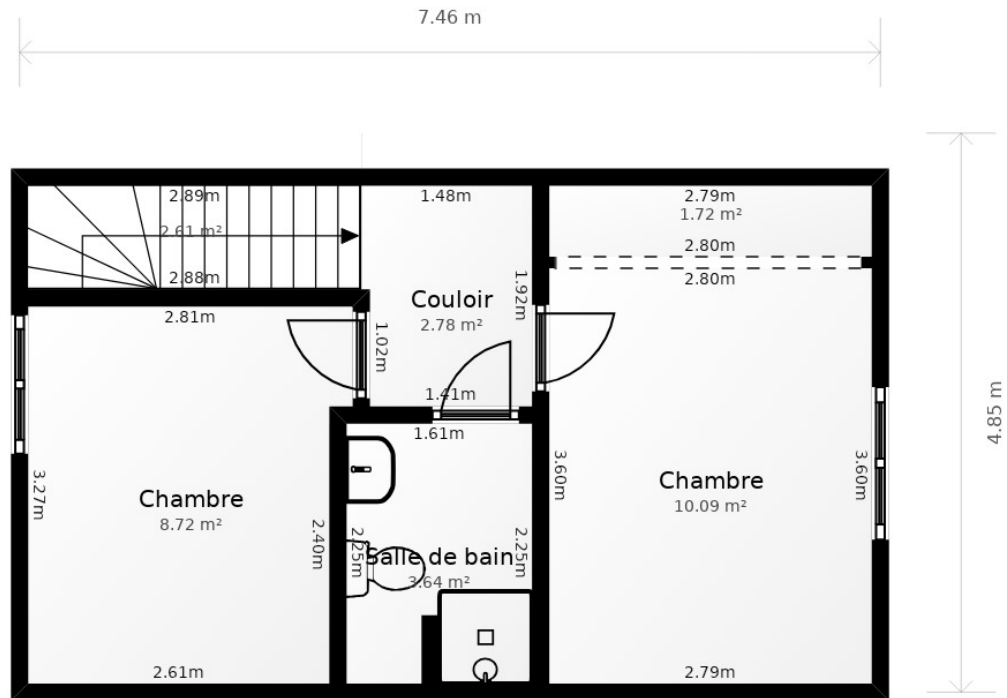 7.46 m
2.89m
1.48m
2.79m
1.72 m²
2.61 m²
2.80m
2.88m
2.80m
1.92m
Couloir
2.78 m²
2.81m
1.02m
1.41m
1.61m
4.85 m
3.27m
Chambre
8.72 m²
2.40m
2.25m
Salle de bain
3.64 m²
2.25m
3.60m
Chambre
10.09 m²
3.60m
2.61m
2.79m